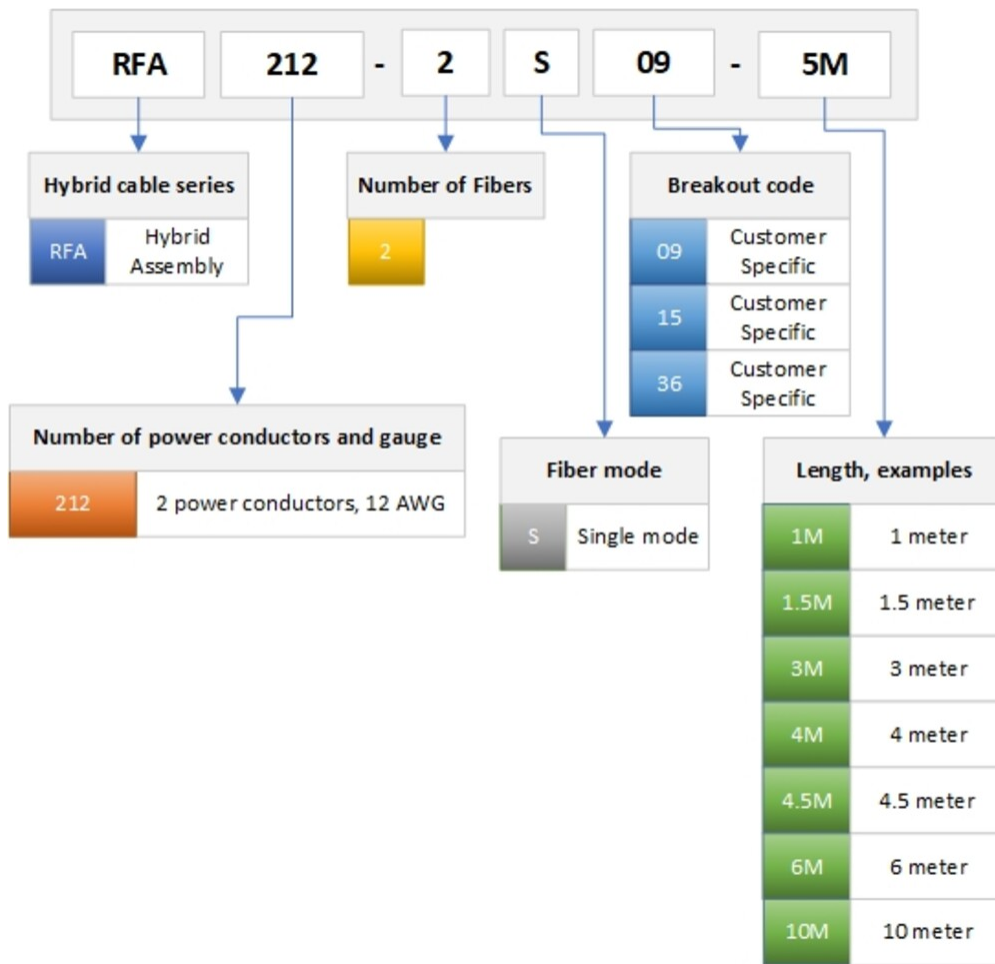 RFA 212 - 2 S 09 - 5M
Hybrid cable series
RFA Hybrid
Assembly
Number of Fibers
2
Breakout code
09 Customer
Specific
15 Customer
Specific
36 Customer
Specific
Number of power conductors and gauge
212 2 power conductors, 12 AWG
Fiber mode
S Single mode
Length, examples
1M 1 meter
1.5M 1.5 meter
3M 3 meter
4M 4 meter
4.5M 4.5 meter
6M 6 meter
10M 10 meter